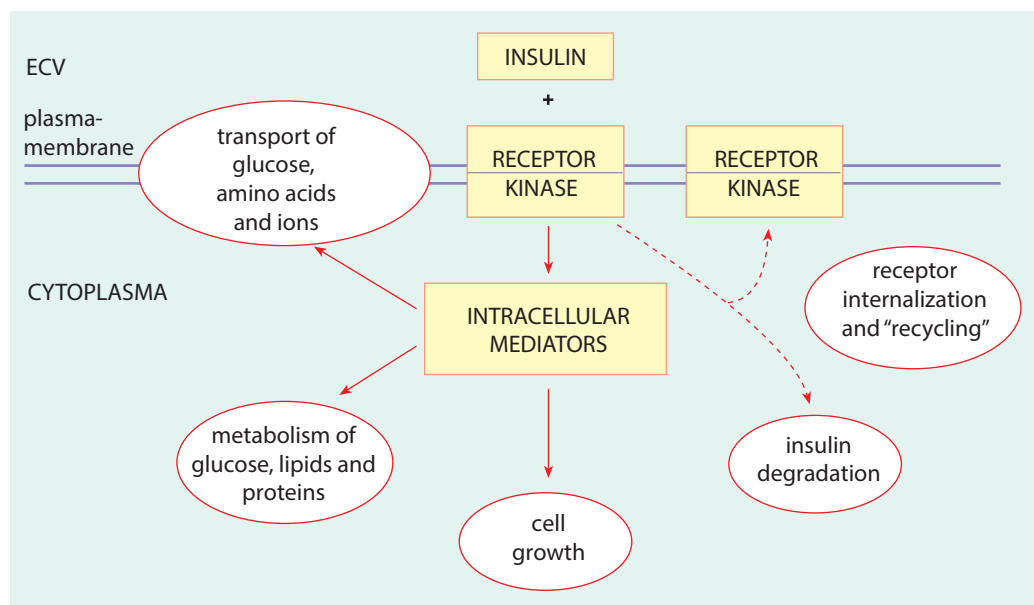 ECV
INSULIN
+
plasma-
membrane
transport of
glucose,
amino acids
and ions
RECEPTOR
KINASE
RECEPTOR
KINASE
CYTOPLASMA
INTRACELLULAR
MEDIATORS
receptor
internalization
and “recycling”
metabolism of
glucose, lipids and
proteins
cell
growth
insulin
degradation